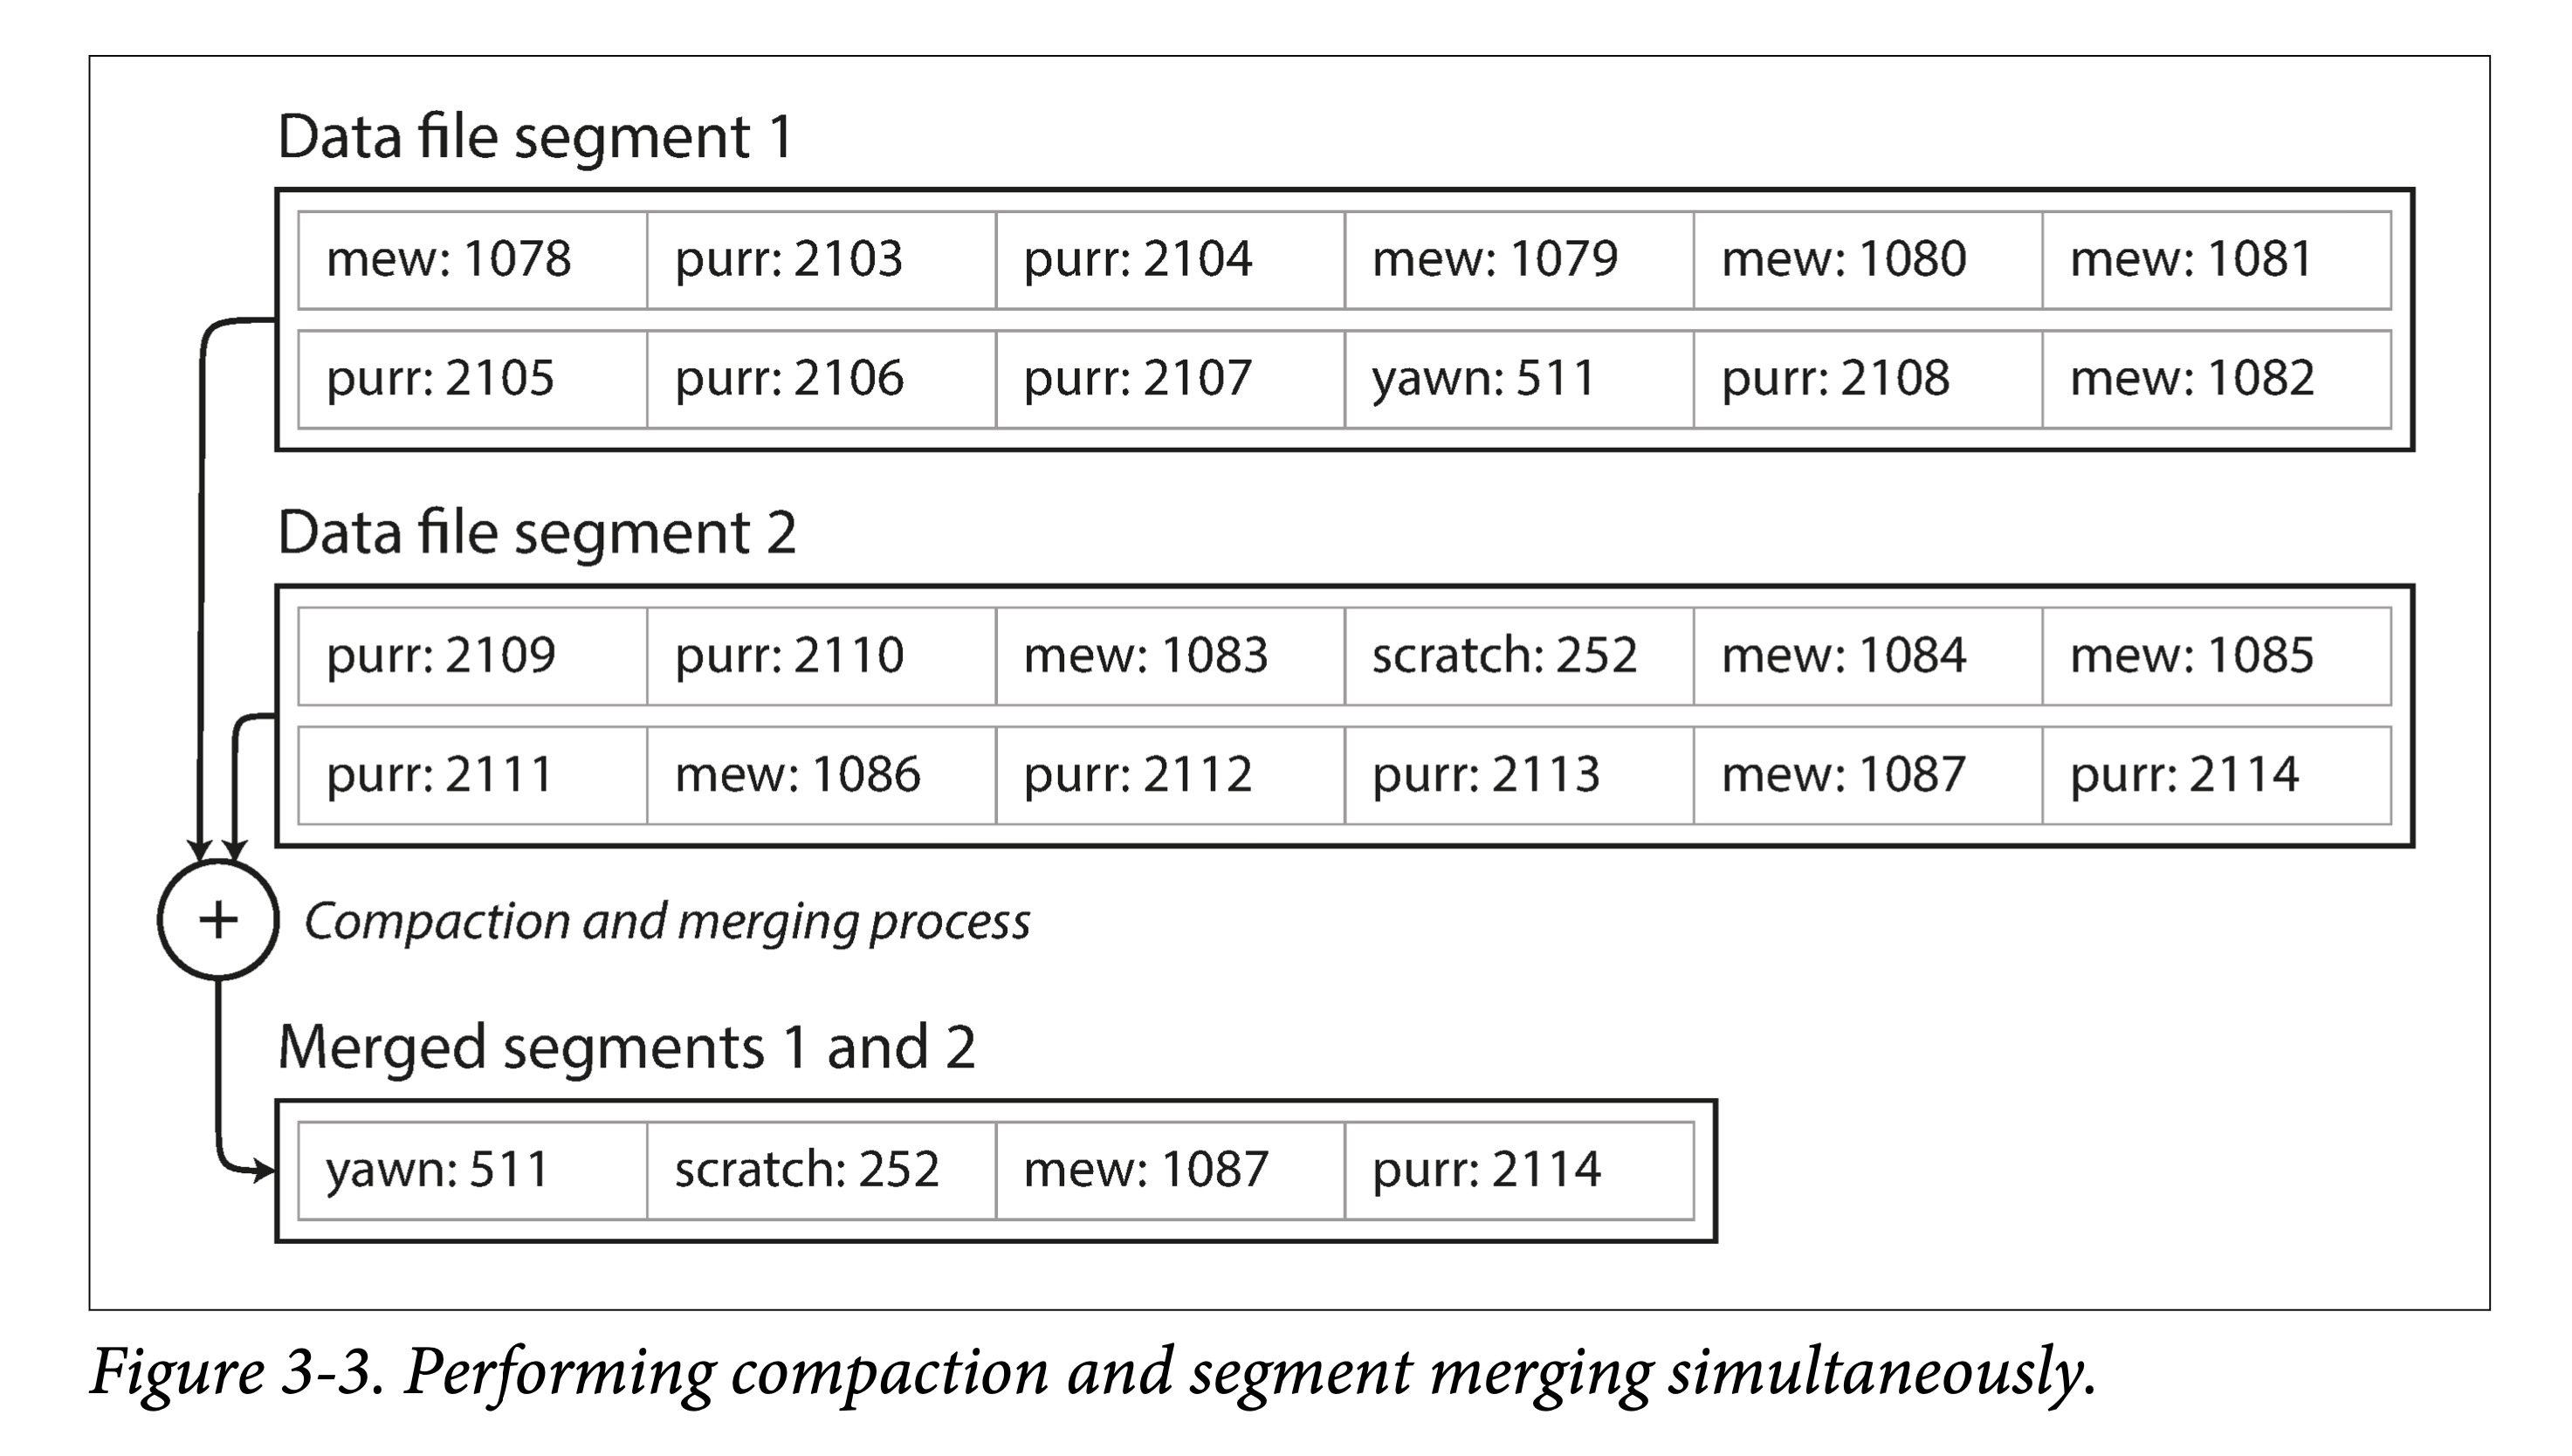 Data file segment 1
mew: 1078 purr: 2103 purr: 2104 mew: 1079 mew: 1080 mew: 1081
purr: 2105 purr: 2106 purr: 2107 yawn: 511 purr: 2108 mew: 1082
Data file segment 2
purr: 2109 purr: 2110 mew: 1083 scratch: 252 mew: 1084 mew: 1085
purr: 2111 mew: 1086 purr: 2112 purr: 2113 mew: 1087 purr: 2114
+ Compaction and merging process
Merged segments 1 and 2
yawn: 511 scratch: 252 mew: 1087 purr: 2114
Figure 3-3. Performing compaction and segment merging simultaneously.